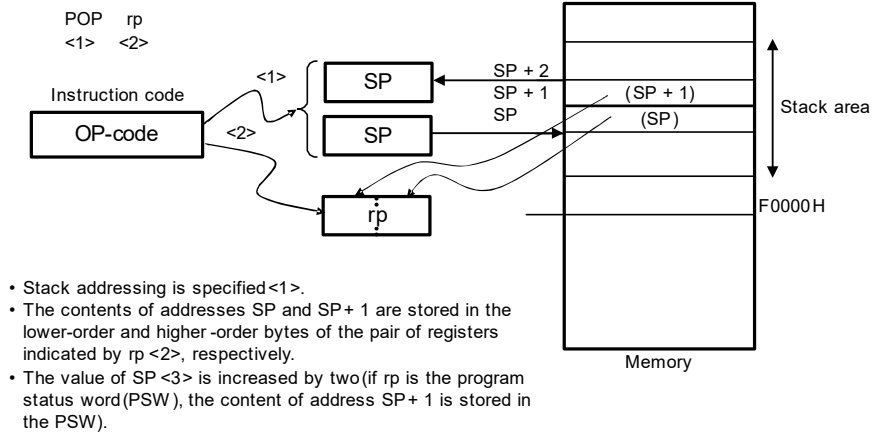 POP rp
<1> <2>
<1>
SP
SP + 2
SP + 1
SP
(SP + 1)
(SP)
Stack area
Instruction code
OP-code
<2>
SP
rp
F0000H
Memory
• Stack addressing is specified <1>.
• The contents of addresses SP and SP + 1 are stored in the
lower-order and higher-order bytes of the pair of registers
indicated by rp <2>, respectively.
• The value of SP <3> is increased by two (if rp is the program
status word (PSW), the content of address SP + 1 is stored in
the PSW).